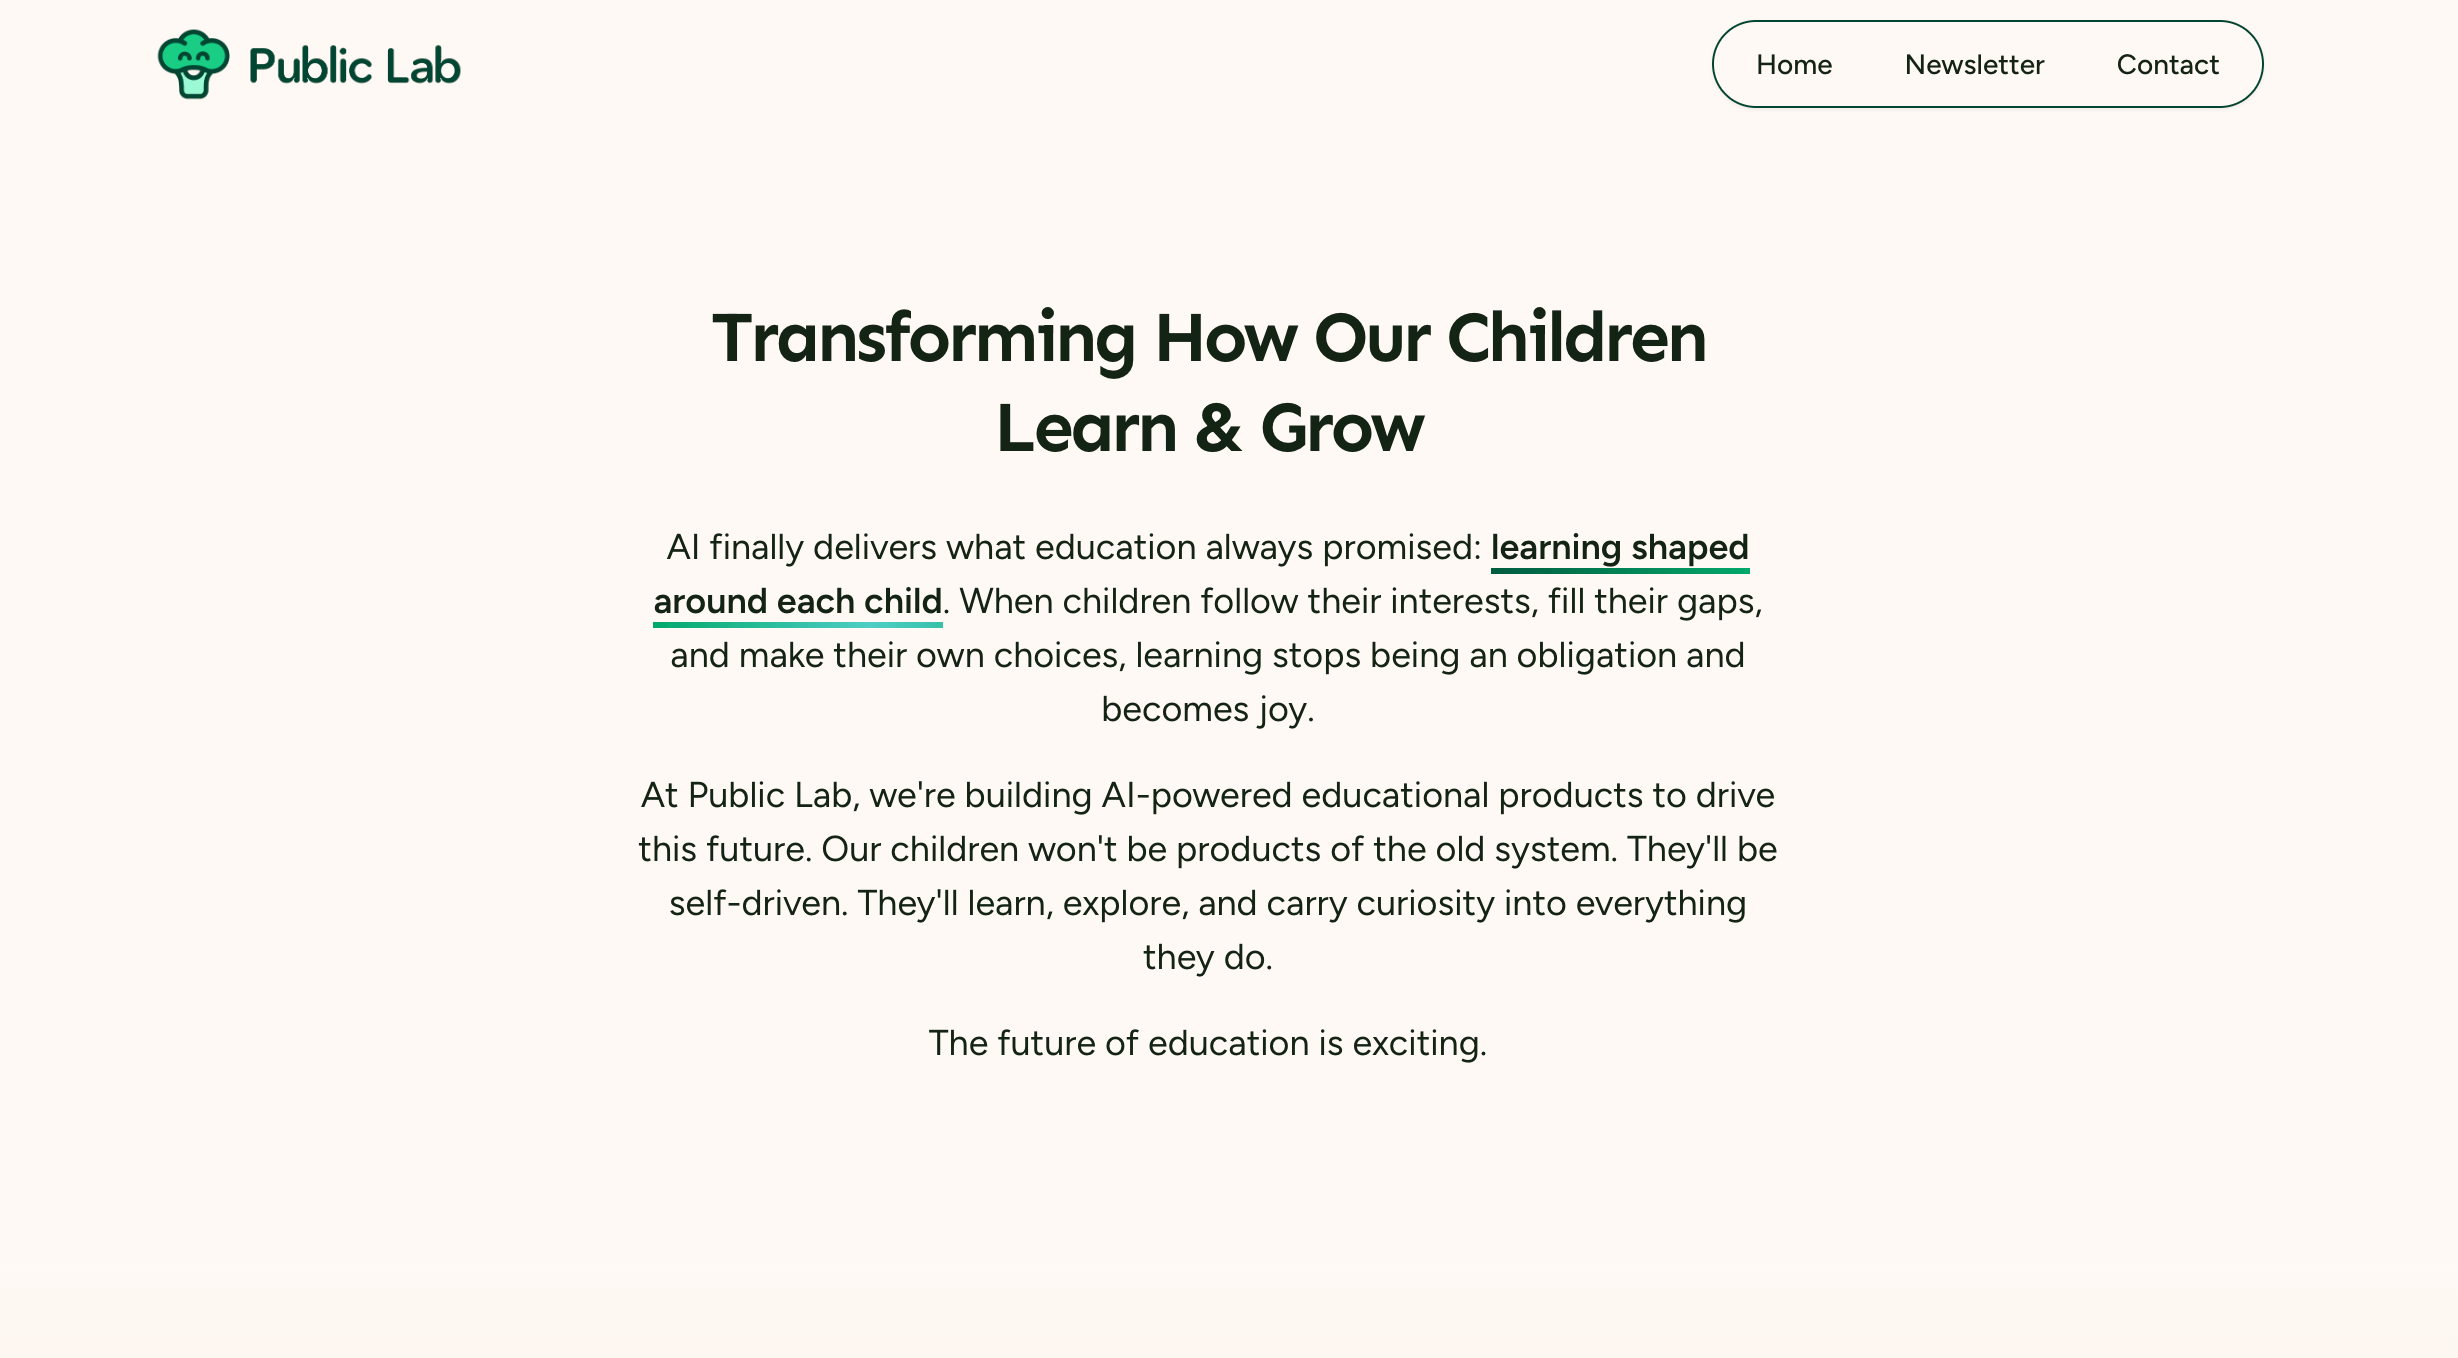 Public Lab
Home
Newsletter
Contact
Transforming How Our Children
Learn & Grow
AI finally delivers what education always promised: learning shaped
around each child. When children follow their interests, fill their gaps,
and make their own choices, learning stops being an obligation and
becomes joy.
At Public Lab, we're building AI-powered educational products to drive
this future. Our children won't be products of the old system. They'll be
self-driven. They'll learn, explore, and carry curiosity into everything
they do.
The future of education is exciting.